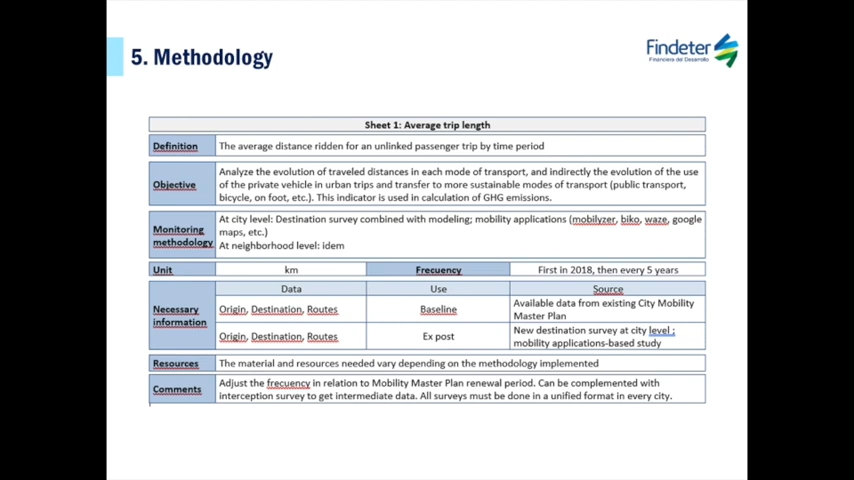 5. Methodology
Findeter
Financiera del Desarrollo
Sheet 1: Average trip length
Definition
The average distance ridden for an unlinked passenger trip by time period
Objective
Analyze the evolution of traveled distances in each mode of transport, and indirectly the evolution of the use
of the private vehicle in urban trips and transfer to more sustainable modes of transport (public transport,
bicycle, on foot, etc.). This indicator is used in calculation of GHG emissions.
Monitoring
methodology
At city level: Destination survey combined with modeling; mobility applications (mobilyzer, biko, waze, google
maps, etc.)
At neighborhood level: idem
Unit
km
Frecuency
First in 2018, then every 5 years
Necessary
information
Data
Use
Source
Origin, Destination, Routes
Baseline
Available data from existing City Mobility
Master Plan
Origin, Destination, Routes
Ex post
New destination survey at city level ;
mobility applications-based study
Resources
The material and resources needed vary depending on the methodology implemented
Comments
Adjust the frecuency in relation to Mobility Master Plan renewal period. Can be complemented with
interception survey to get intermediate data. All surveys must be done in a unified format in every city.